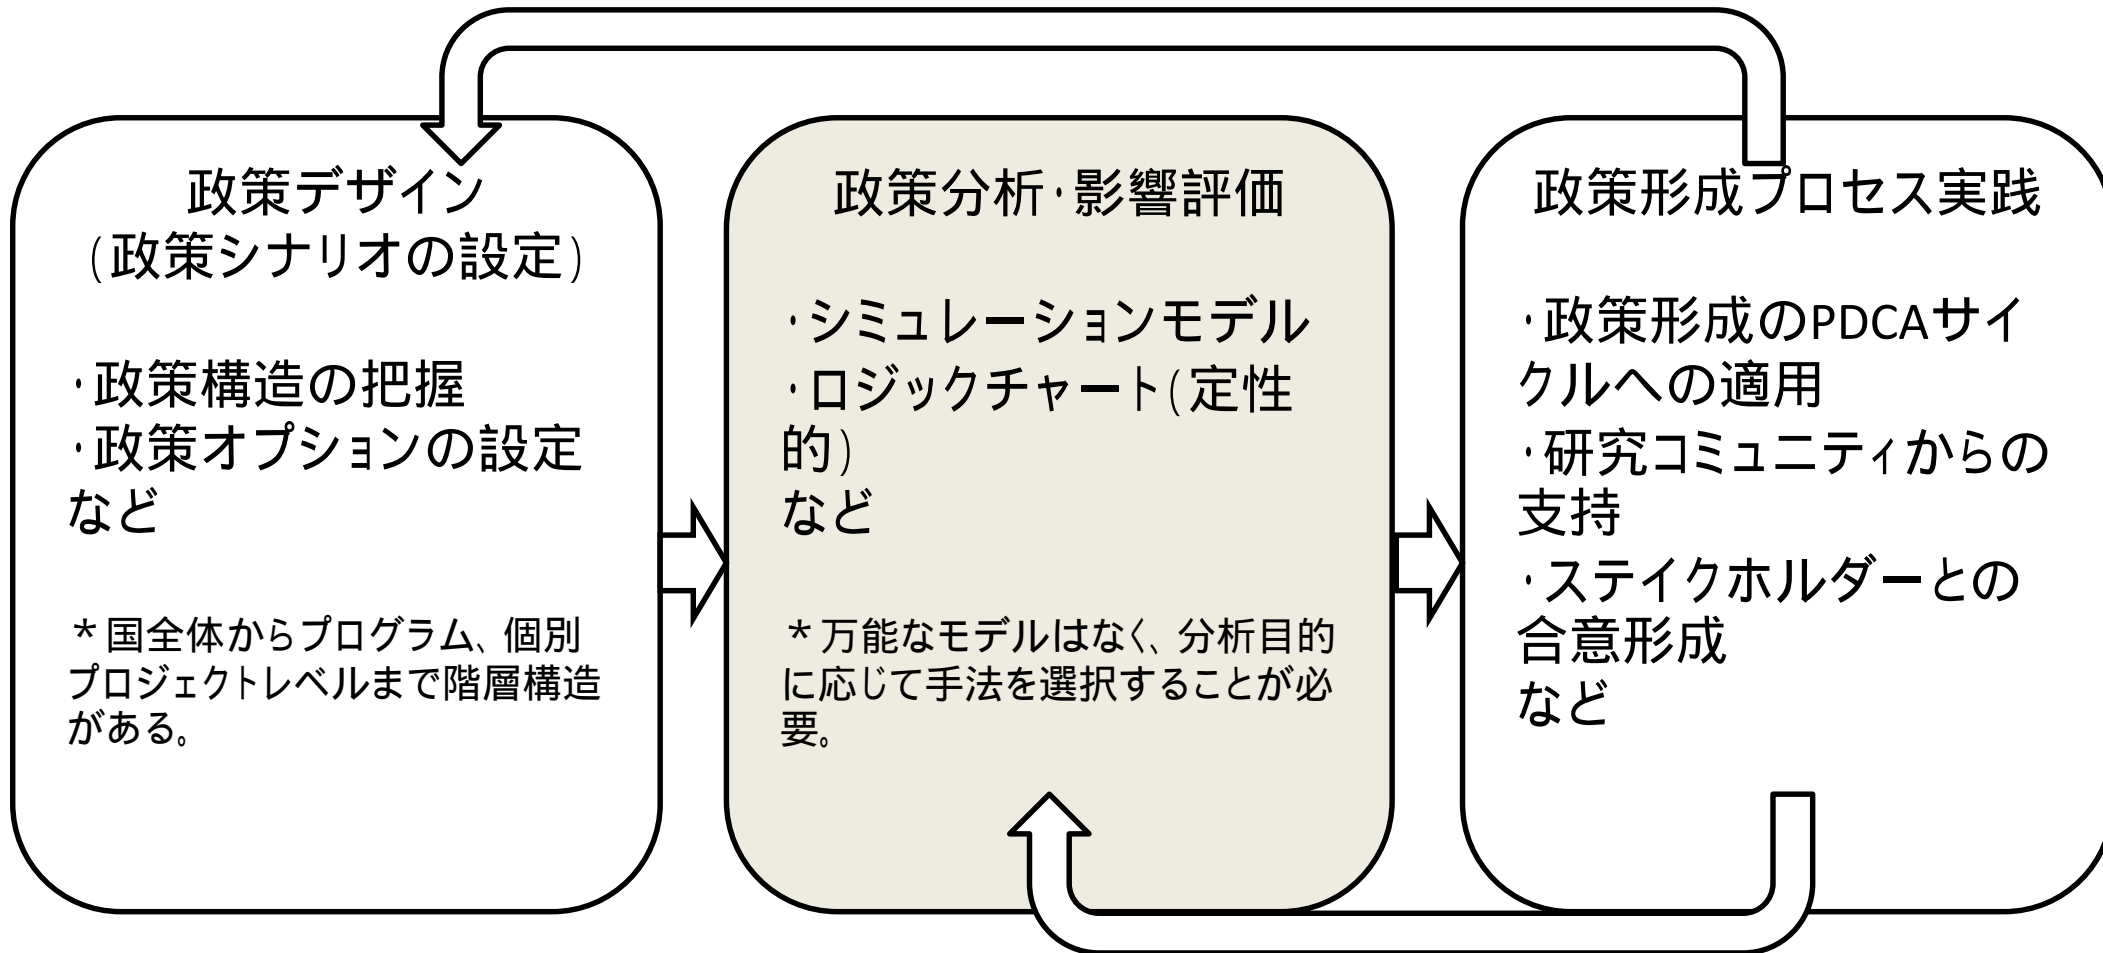 政策デザイン
(政策シナリオの設定)
・政策構造の把握
・政策オプションの設定
など
＊国全体からプログラム、個別
プロジェクトレベルまで階層構造
がある。
政策分析・影響評価
・シミュレーションモデル
・ロジックチャート(定性
的)
など
＊万能なモデルはなく、分析目的
に応じて手法を選択することが必
要。
政策形成プロセス実践
・政策形成のPDCAサイ
クルへの適用
・研究コミュニティからの
支持
・ステイクホルダーとの
合意形成
など